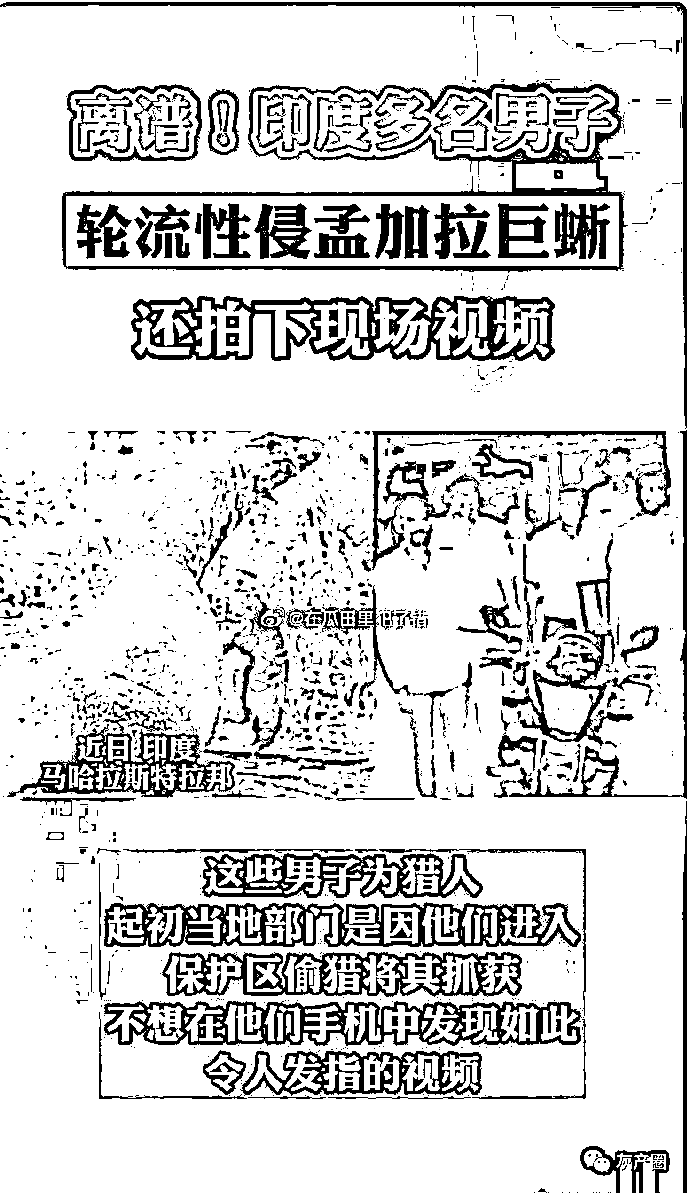 离谱！印度多名男子
轮流性侵孟加拉巨蜥
还拍下现场视频
@在瓜田里
近日 印度
马哈拉斯特拉邦
这些男子为猎人
起初当地部门是因他们进入
保护区偷猎将其抓获
不想在他们手机中发现如此
令人发指的视频
灰产圈